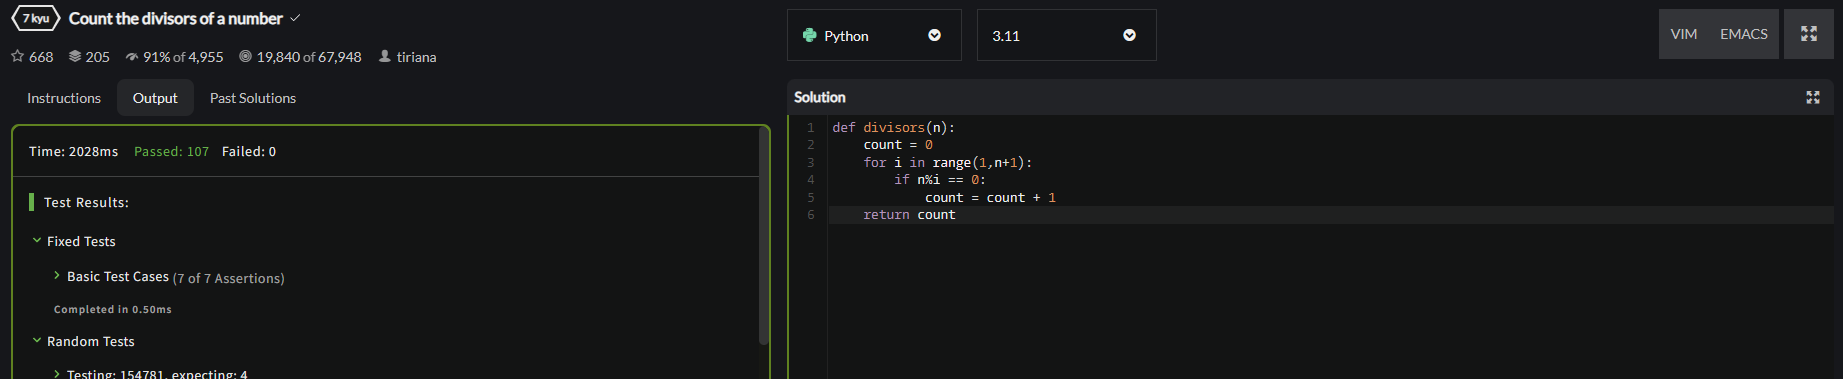 7 kyu Count the divisors of a number
668 205 91% of 4,955 19,840 of 67,948 tiriana
Instructions Output Past Solutions
Time: 2028ms Passed: 107 Failed: 0
Test Results:
Fixed Tests
Basic Test Cases (7 of 7 Assertions)
Completed in 0.50ms
Random Tests
Testing: 154781, expecting: 4
Python 3.11 VIM EMACS
Solution
1 def divisors(n):
2     count = 0
3     for i in range(1,n+1):
4         if n%i == 0:
5             count = count + 1
6     return count